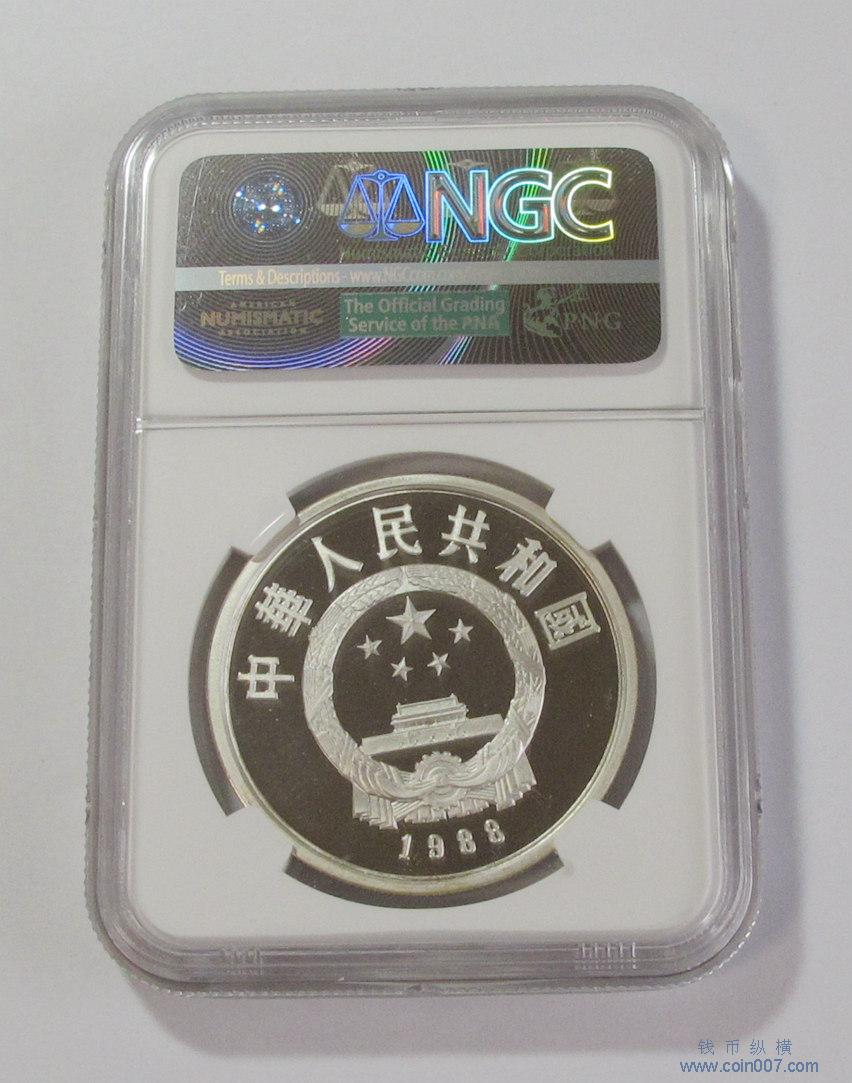 NGC
Terms & Descriptions - www.NGCcoin.com/
AMERICAN
NUMISMATIC
ASSOCIATION
The Official Grading
Service of the PNA
PNG
中華人民共和國
1988
钱币纵横
www.coin007.com